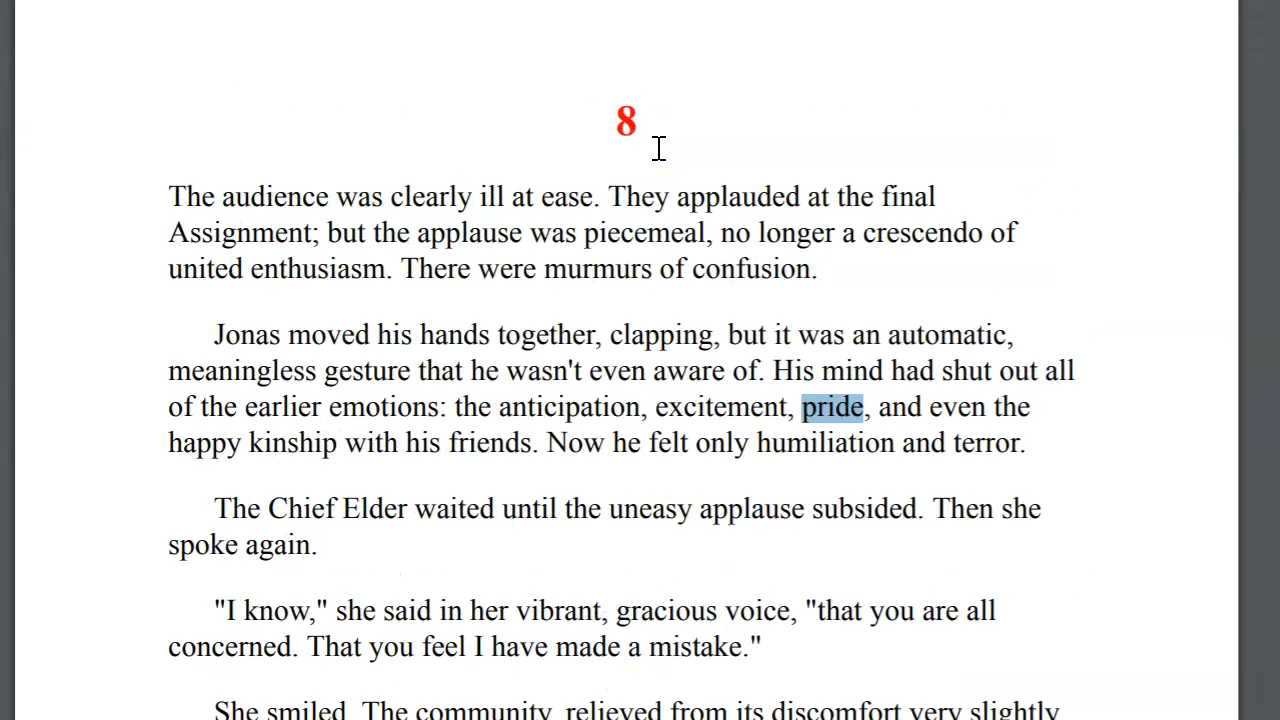 8
The audience was clearly ill at ease. They applauded at the final
Assignment; but the applause was piecemeal, no longer a crescendo of
united enthusiasm. There were murmurs of confusion.
Jonas moved his hands together, clapping, but it was an automatic,
meaningless gesture that he wasn't even aware of. His mind had shut out all
of the earlier emotions: the anticipation, excitement, pride, and even the
happy kinship with his friends. Now he felt only humiliation and terror.
The Chief Elder waited until the uneasy applause subsided. Then she
spoke again.
"I know," she said in her vibrant, gracious voice, "that you are all
concerned. That you feel I have made a mistake."
She smiled. The community, relieved from its discomfort very slightly